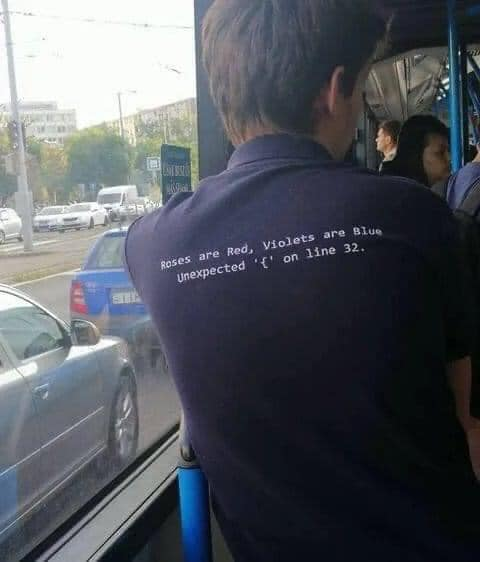 Roses are Red, Violets are Blue
Unexpected '{' on line 32.